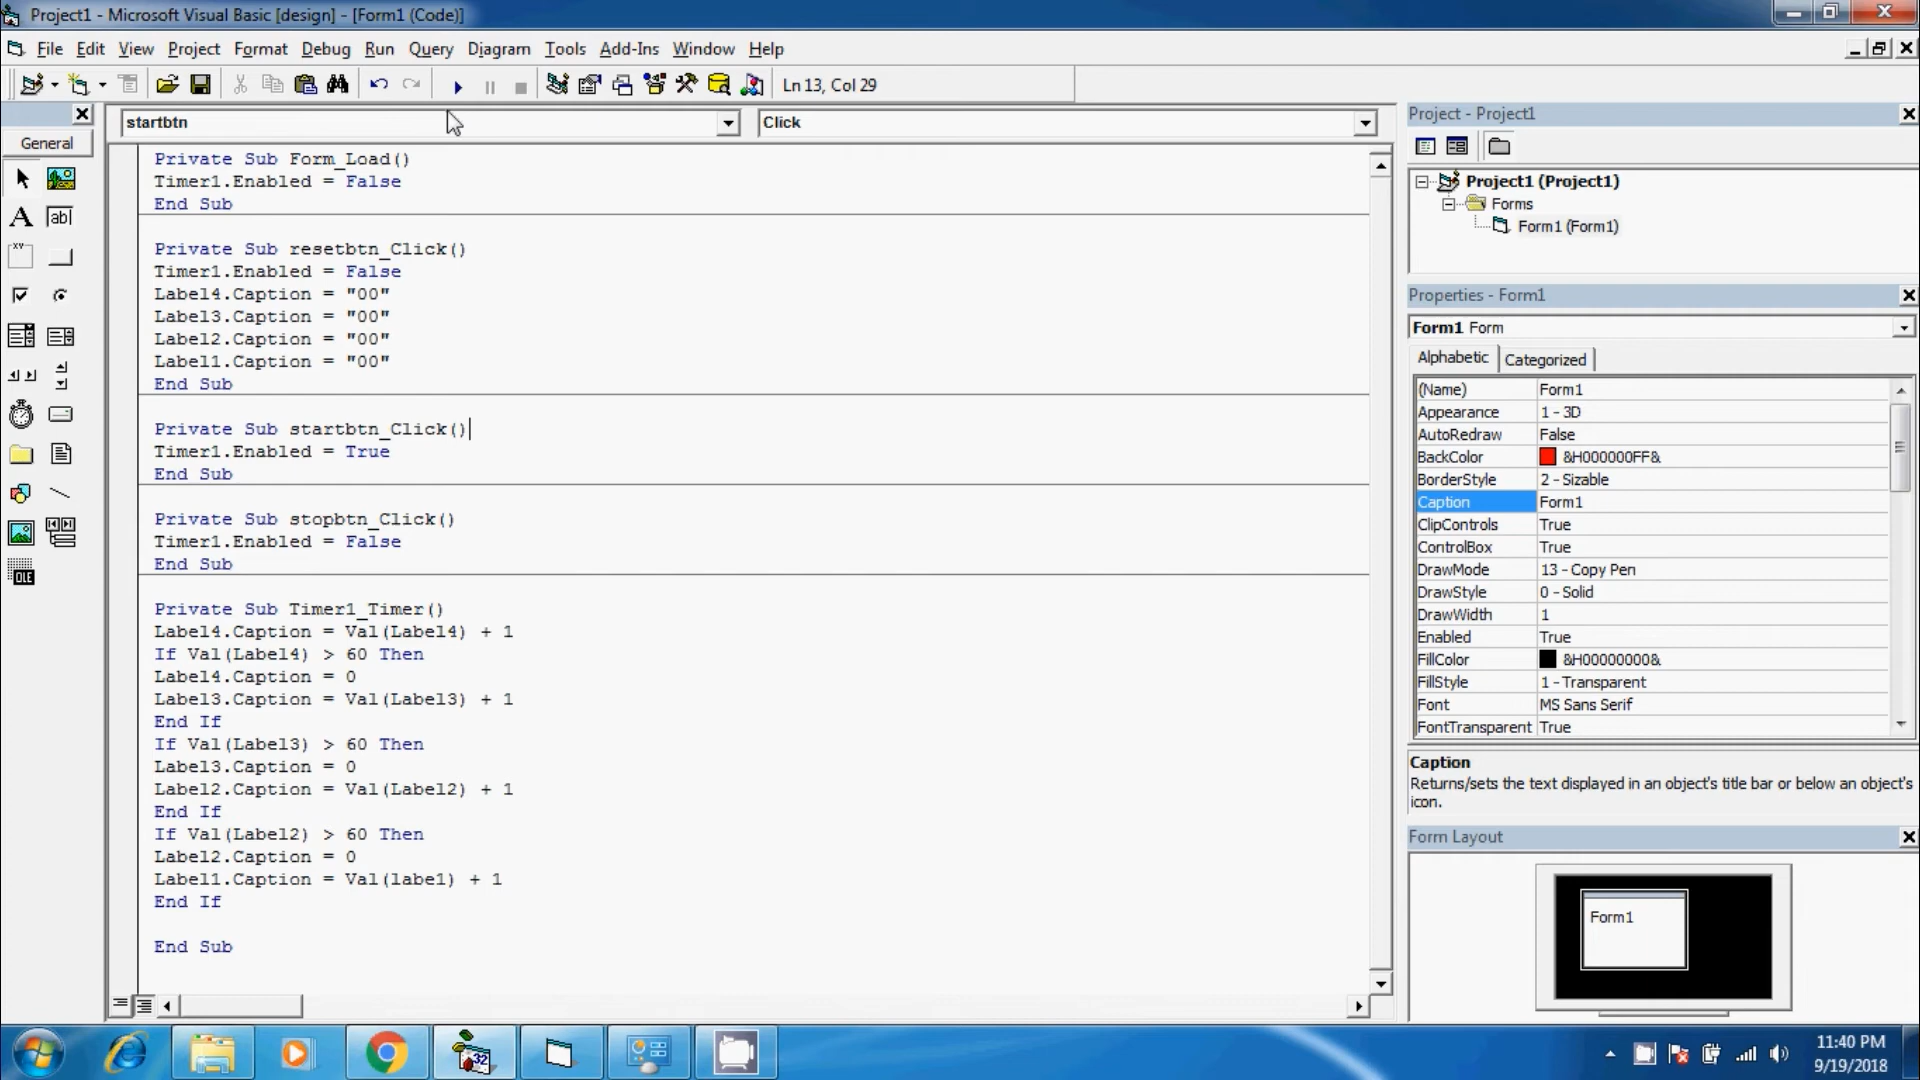 Project1 - Microsoft Visual Basic [design] - [Form1 (Code)]
File Edit View Project Format Debug Run Query Diagram Tools Add-Ins Window Help
Ln 13, Col 29
General
startbtn
Click
Private Sub Form_Load()
Timer1.Enabled = False
End Sub
Private Sub resetbtn_Click()
Timer1.Enabled = False
Label4.Caption = "00"
Label3.Caption = "00"
Label2.Caption = "00"
Label1.Caption = "00"
End Sub
Private Sub startbtn_Click()
Timer1.Enabled = True
End Sub
Private Sub stopbtn_Click()
Timer1.Enabled = False
End Sub
Private Sub Timer1_Timer()
Label4.Caption = Val(Label4) + 1
If Val(Label4) > 60 Then
Label4.Caption = 0
Label3.Caption = Val(Label3) + 1
End If
If Val(Label3) > 60 Then
Label3.Caption = 0
Label2.Caption = Val(Label2) + 1
End If
If Val(Label2) > 60 Then
Label2.Caption = 0
Label1.Caption = Val(label1) + 1
End If
End Sub
A
ab|
XY
OLE
Project - Project1
Project1 (Project1)
Forms
Form1 (Form1)
Properties - Form1
Form1 Form
Alphabetic Categorized
(Name) Form1
Appearance 1 - 3D
AutoRedraw False
BackColor &H000000FF&
BorderStyle 2 - Sizable
Caption Form1
ClipControls True
ControlBox True
DrawMode 13 - Copy Pen
DrawStyle 0 - Solid
DrawWidth 1
Enabled True
FillColor &H00000000&
FillStyle 1 - Transparent
Font MS Sans Serif
FontTransparent True
Caption
Returns/sets the text displayed in an object's title bar or below an object's
icon.
Form Layout
Form1
32
11:40 PM
9/19/2018